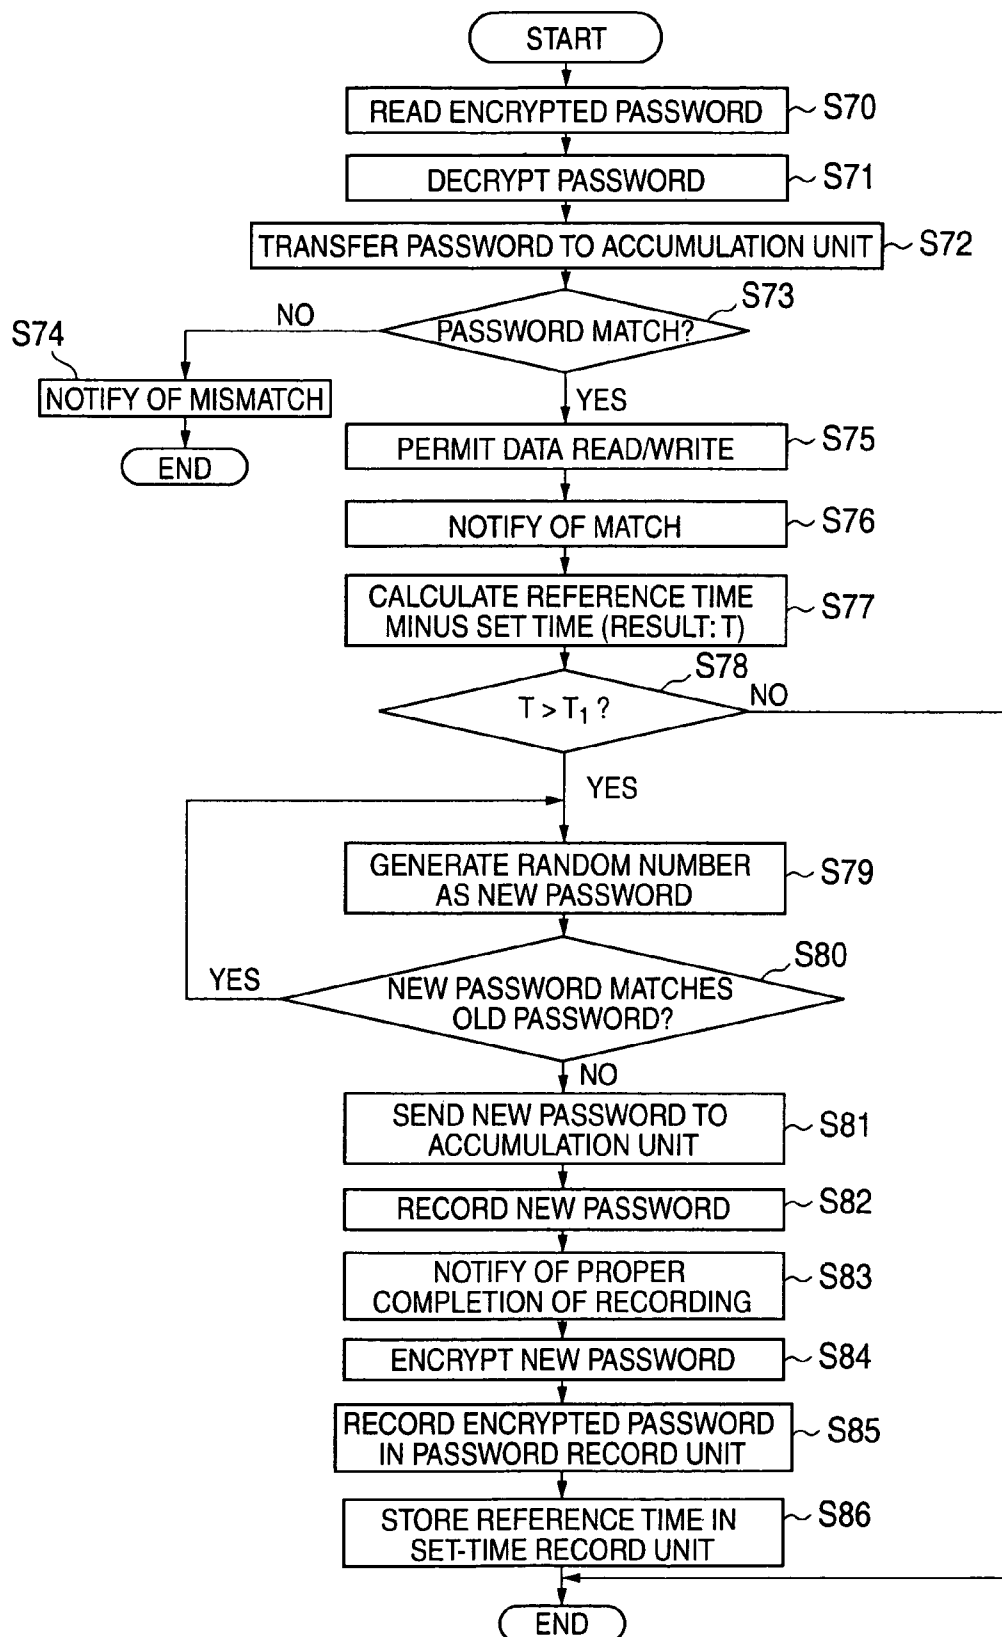 START
READ ENCRYPTED PASSWORD
S70
DECRYPT PASSWORD
S71
TRANSFER PASSWORD TO ACCUMULATION UNIT
S72
S73
PASSWORD MATCH?
NO
S74
NOTIFY OF MISMATCH
END
YES
PERMIT DATA READ/WRITE
S75
NOTIFY OF MATCH
S76
CALCULATE REFERENCE TIME
MINUS SET TIME (RESULT: T)
S77
S78
T > T1 ?
NO
YES
GENERATE RANDOM NUMBER
AS NEW PASSWORD
S79
S80
YES
NEW PASSWORD MATCHES
OLD PASSWORD?
NO
SEND NEW PASSWORD TO
ACCUMULATION UNIT
S81
RECORD NEW PASSWORD
S82
NOTIFY OF PROPER
COMPLETION OF RECORDING
S83
ENCRYPT NEW PASSWORD
S84
RECORD ENCRYPTED PASSWORD
IN PASSWORD RECORD UNIT
S85
STORE REFERENCE TIME IN
SET-TIME RECORD UNIT
S86
END